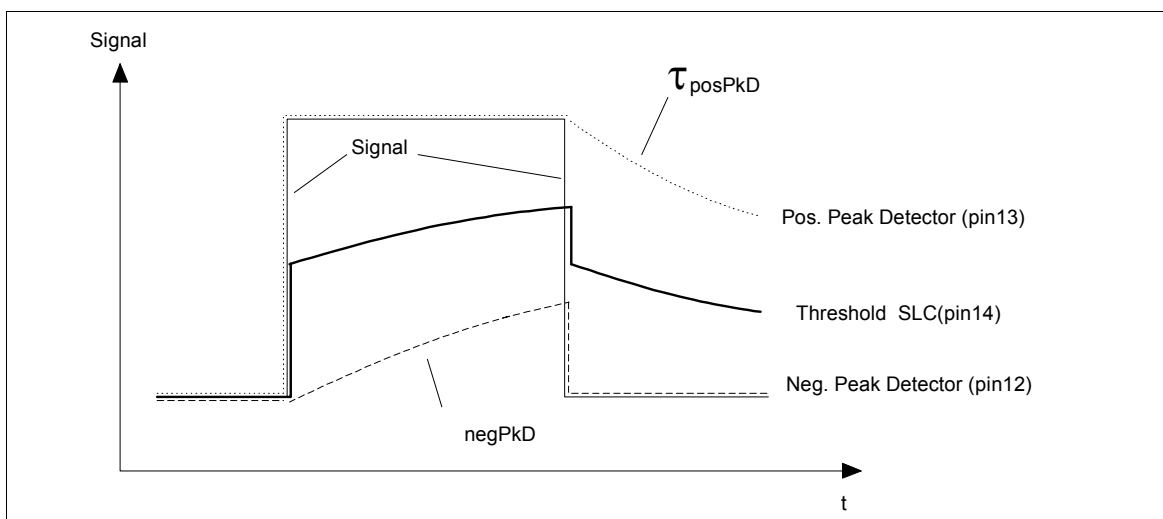 Signal
τposPkD
Signal
Pos. Peak Detector (pin13)
Threshold SLC(pin14)
Neg. Peak Detector (pin12)
negPkD
t